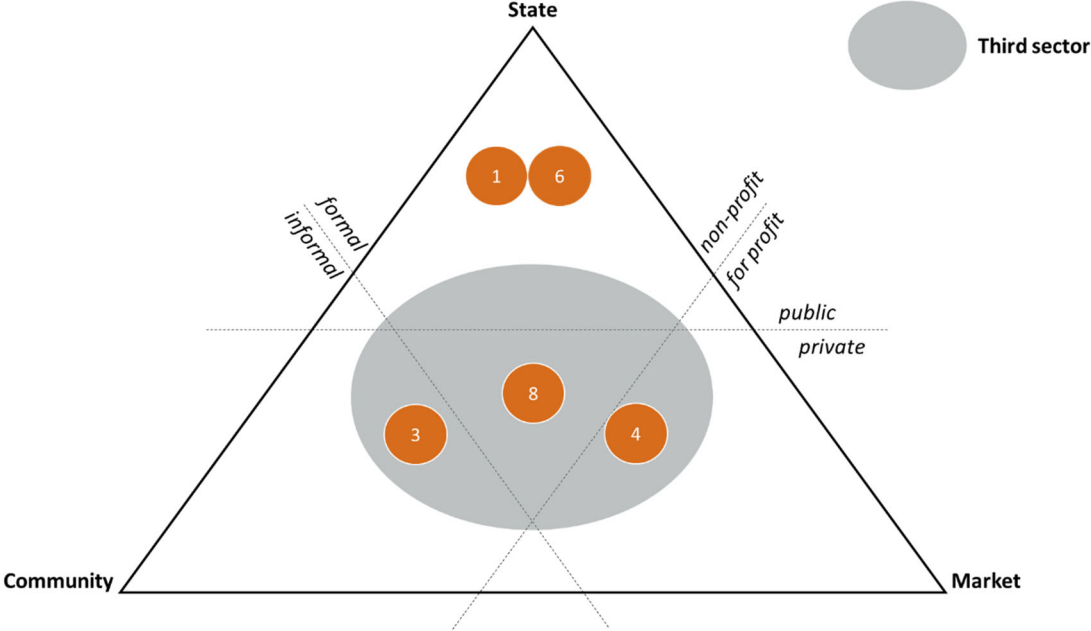 State
Third sector
1
6
formal
informal
non-profit
for profit
public
private
8
3
4
Community
Market